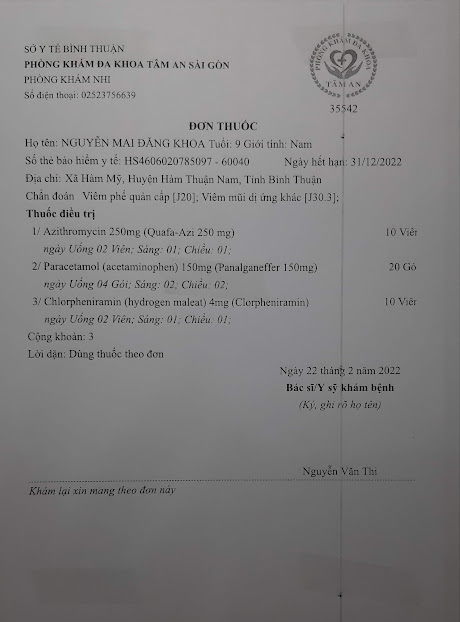 SỞ Y TẾ BÌNH THUẬN
PHÒNG KHÁM ĐA KHOA TÂM AN SÀI GÒN
PHÒNG KHÁM NHI
Số điện thoại: 02523756639
PHÒNG KHÁM ĐA KHOA
TÂM AN
35542
ĐƠN THUỐC
Họ tên: NGUYỄN MAI ĐĂNG KHOA Tuổi: 9 Giới tính: Nam
Số thẻ bảo hiểm y tế: HS4606020785097 - 60040 Ngày hết hạn: 31/12/2022
Địa chỉ: Xã Hàm Mỹ, Huyện Hàm Thuận Nam, Tỉnh Bình Thuận
Chẩn đoán Viêm phế quản cấp [J20]; Viêm mũi dị ứng khác [J30.3];
Thuốc điều trị
1/ Azithromycin 250mg (Quafa-Azi 250 mg) 10 Viên
ngày Uống 02 Viên; Sáng: 01; Chiều: 01;
2/ Paracetamol (acetaminophen) 150mg (Panalganeffer 150mg) 20 Gó
ngày Uống 04 Gói; Sáng: 02; Chiều: 02;
3/ Chlorpheniramin (hydrogen maleat) 4mg (Clorpheniramin) 10 Viên
ngày Uống 02 Viên; Sáng: 01; Chiều: 01;
Cộng khoản: 3
Lời dặn: Dùng thuốc theo đơn
Ngày 22 tháng 2 năm 2022
Bác sĩ/Y sỹ khám bệnh
(Ký, ghi rõ họ tên)
Nguyễn Văn Thi
Khám lại xin mang theo đơn này